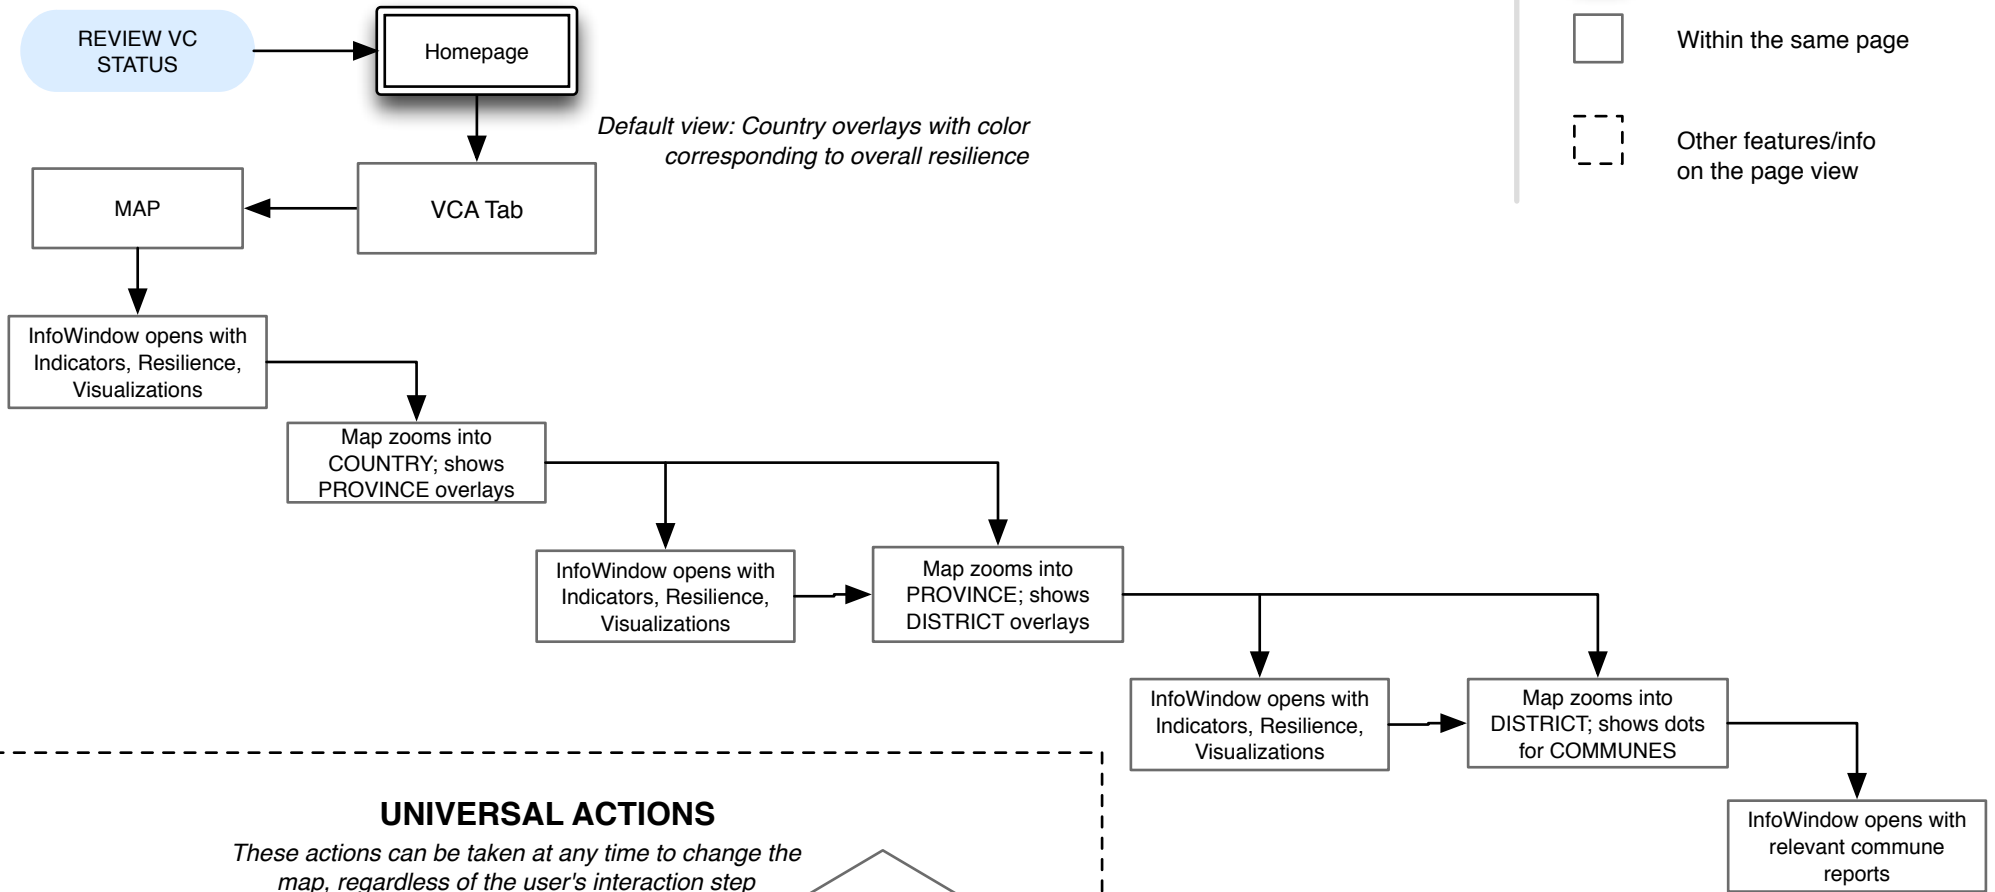 REVIEW VC
STATUS
Homepage
Within the same page
Default view: Country overlays with color
corresponding to overall resilience
Other features/info
on the page view
MAP
VCA Tab
InfoWindow opens with
Indicators, Resilience,
Visualizations
Map zooms into
COUNTRY; shows
PROVINCE overlays
InfoWindow opens with
Indicators, Resilience,
Visualizations
Map zooms into
PROVINCE; shows
DISTRICT overlays
InfoWindow opens with
Indicators, Resilience,
Visualizations
Map zooms into
DISTRICT; shows dots
for COMMUNES
InfoWindow opens with
relevant commune
reports
UNIVERSAL ACTIONS
These actions can be taken at any time to change the
map, regardless of the user's interaction step